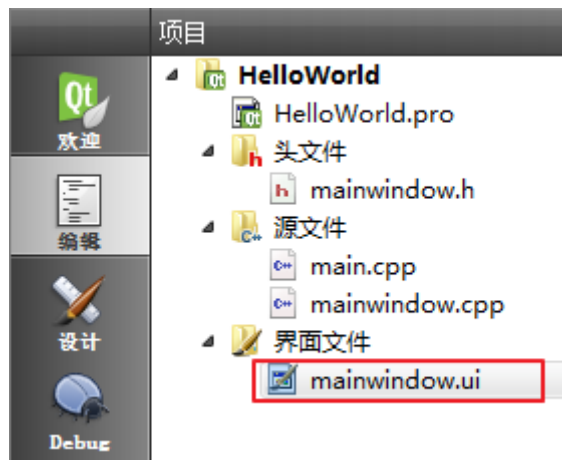 项目
HelloWorld
HelloWorld.pro
头文件
mainwindow.h
源文件
main.cpp
mainwindow.cpp
界面文件
mainwindow.ui
Qt
欢迎
编辑
设计
Debug